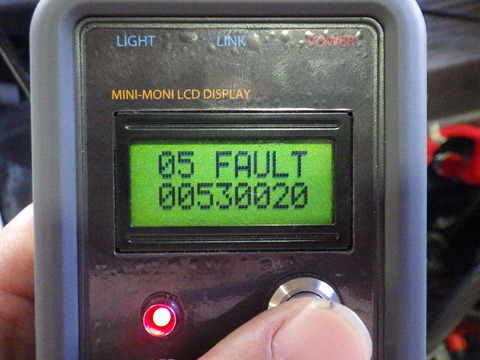 LIGHT LINK POWER
MINI-MONI LCD DISPLAY
05 FAULT
00530020